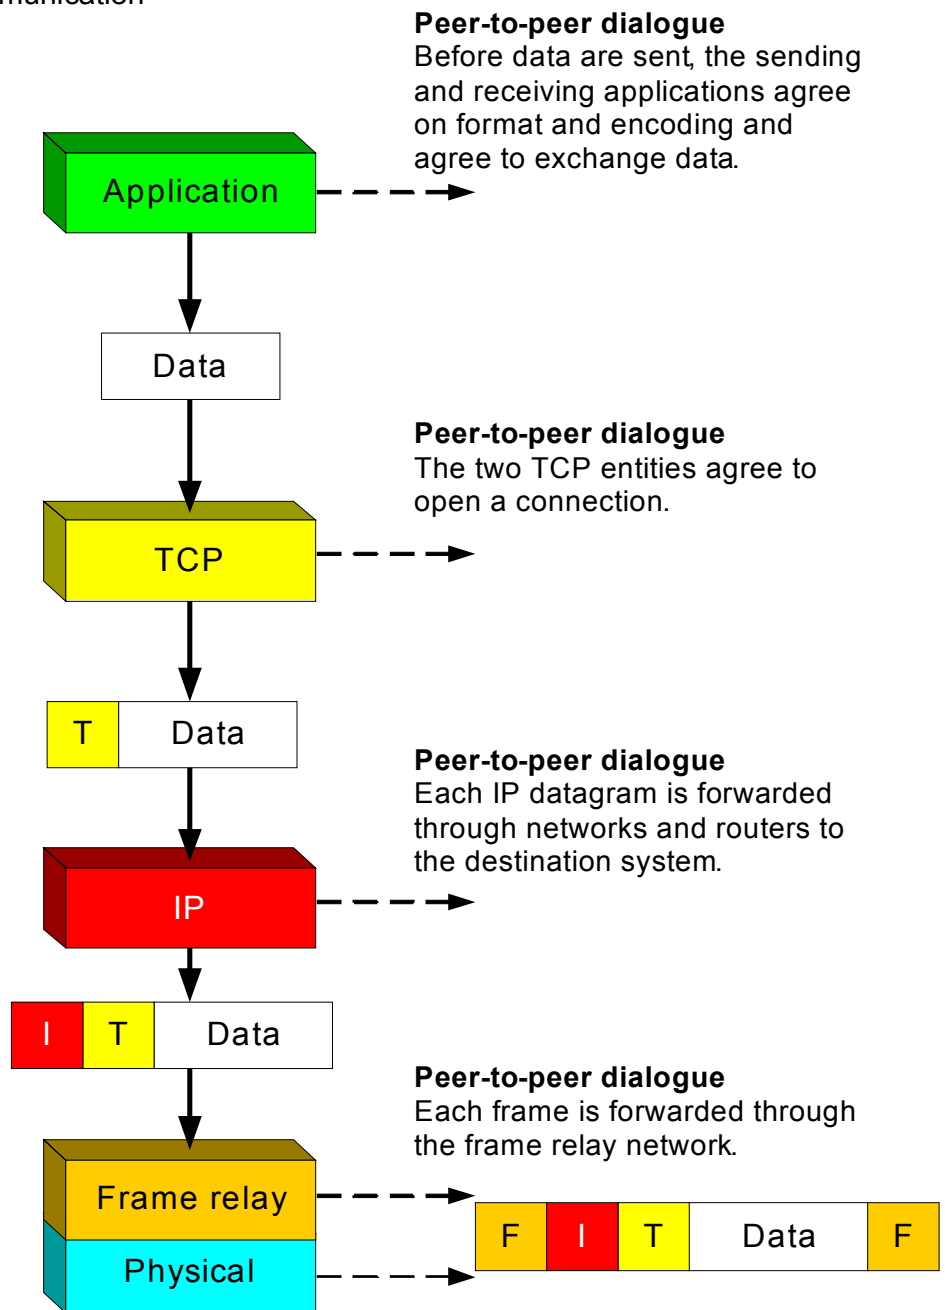 Peer-to-peer dialogue
Before data are sent, the sending
and receiving applications agree
on format and encoding and
agree to exchange data.
Application
Data
Peer-to-peer dialogue
The two TCP entities agree to
open a connection.
TCP
T Data
Peer-to-peer dialogue
Each IP datagram is forwarded
through networks and routers to
the destination system.
IP
I T Data
Peer-to-peer dialogue
Each frame is forwarded through
the frame relay network.
Frame relay
F I T Data F
Physical